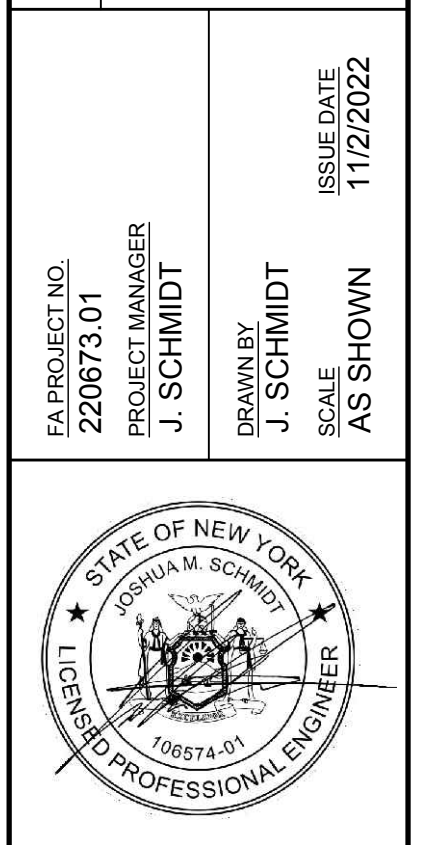 FA PROJECT NO.
220673.01
PROJECT MANAGER
J. SCHMIDT
DRAWN BY
J. SCHMIDT
SCALE
AS SHOWN
ISSUE DATE
11/2/2022
STATE OF NEW YORK
JOSHUA M. SCHMIDT
106574-01
LICENSED PROFESSIONAL ENGINEER